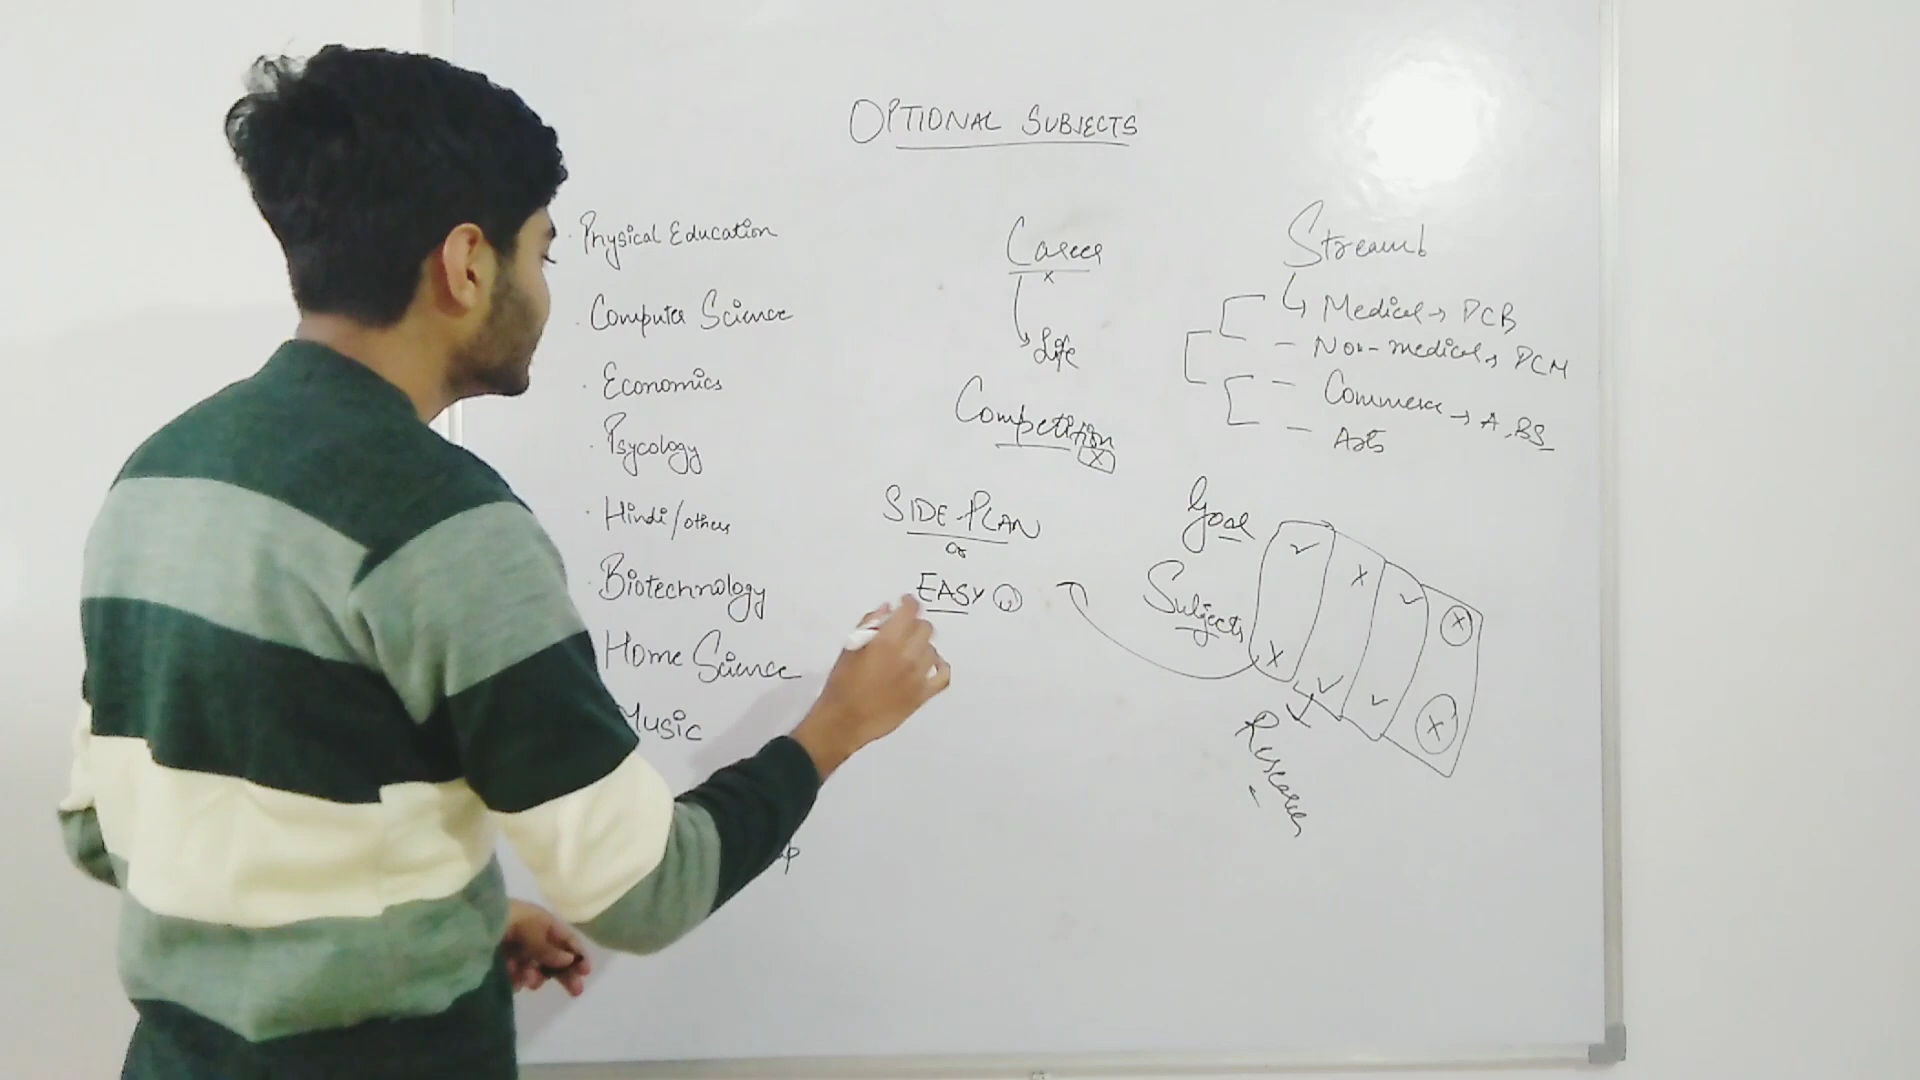 OPTIONAL SUBJECTS
Physical Education
Computer Science
Economics
Psycology
Hindi/others
Biotechnology
Home Science
Music
Career
x
Life
Competition
X
SIDE PLAN
or
EASY
Stream
Medical → PCB
- Non-medical → PCM
- Commerce → A, BS
- Arts
Goal
✓ X ✓ X
Subjects
X ✓ ✓ X